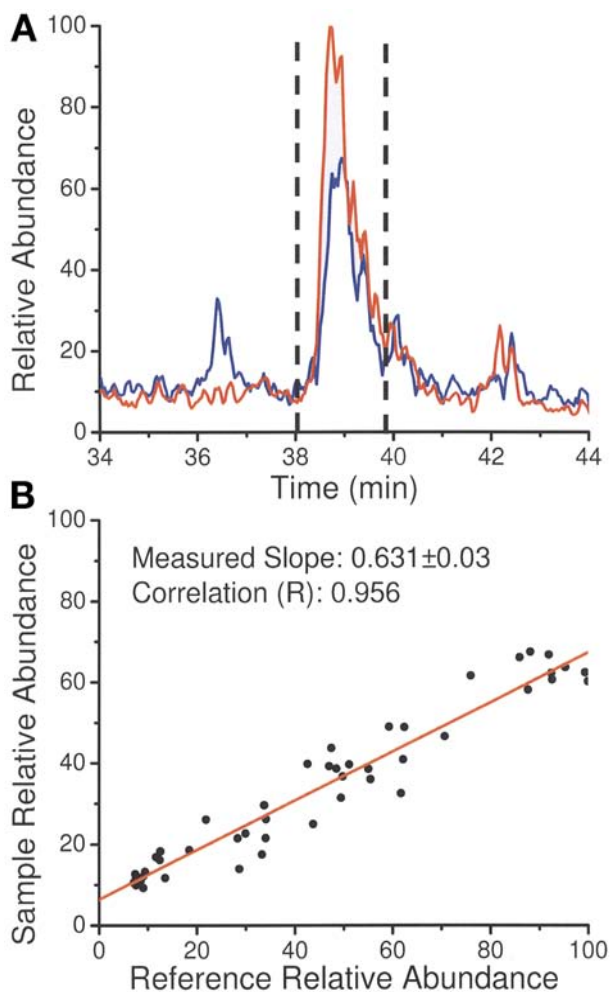 A
100
80
60
40
20
0
Relative Abundance
34 36 38 40 42 44
Time (min)
B
100
80
60
40
20
0
Sample Relative Abundance
Measured Slope: 0.631±0.03
Correlation (R): 0.956
0 20 40 60 80 100
Reference Relative Abundance